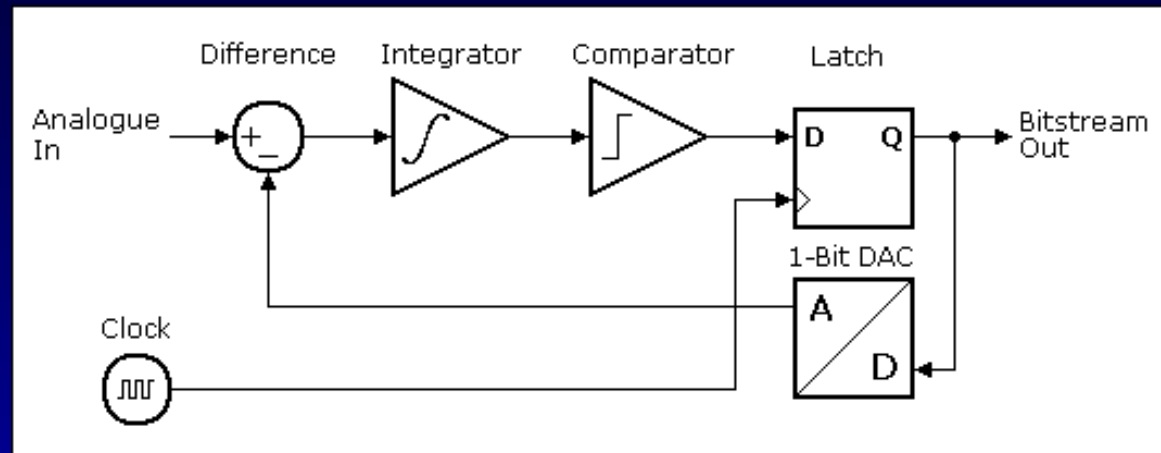 Difference
Integrator
Comparator
Latch
Analogue
In
+
−
D
Q
Bitstream
Out
1-Bit DAC
A
D
Clock